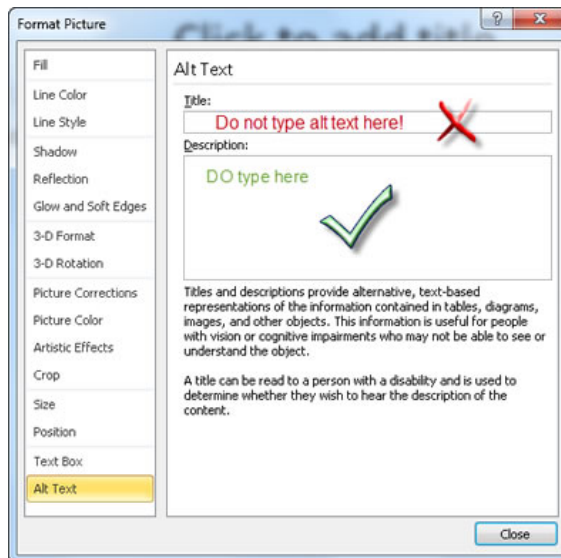 Format Picture
Click to add title
Fill
Line Color
Line Style
Shadow
Reflection
Glow and Soft Edges
3-D Format
3-D Rotation
Picture Corrections
Picture Color
Artistic Effects
Crop
Size
Position
Text Box
Alt Text
Alt Text
Title:
Do not type alt text here!
Description:
DO type here
Titles and descriptions provide alternative, text-based
representations of the information contained in tables, diagrams,
images, and other objects. This information is useful for people
with vision or cognitive impairments who may not be able to see or
understand the object.
A title can be read to a person with a disability and is used to
determine whether they wish to hear the description of the
content.
Close